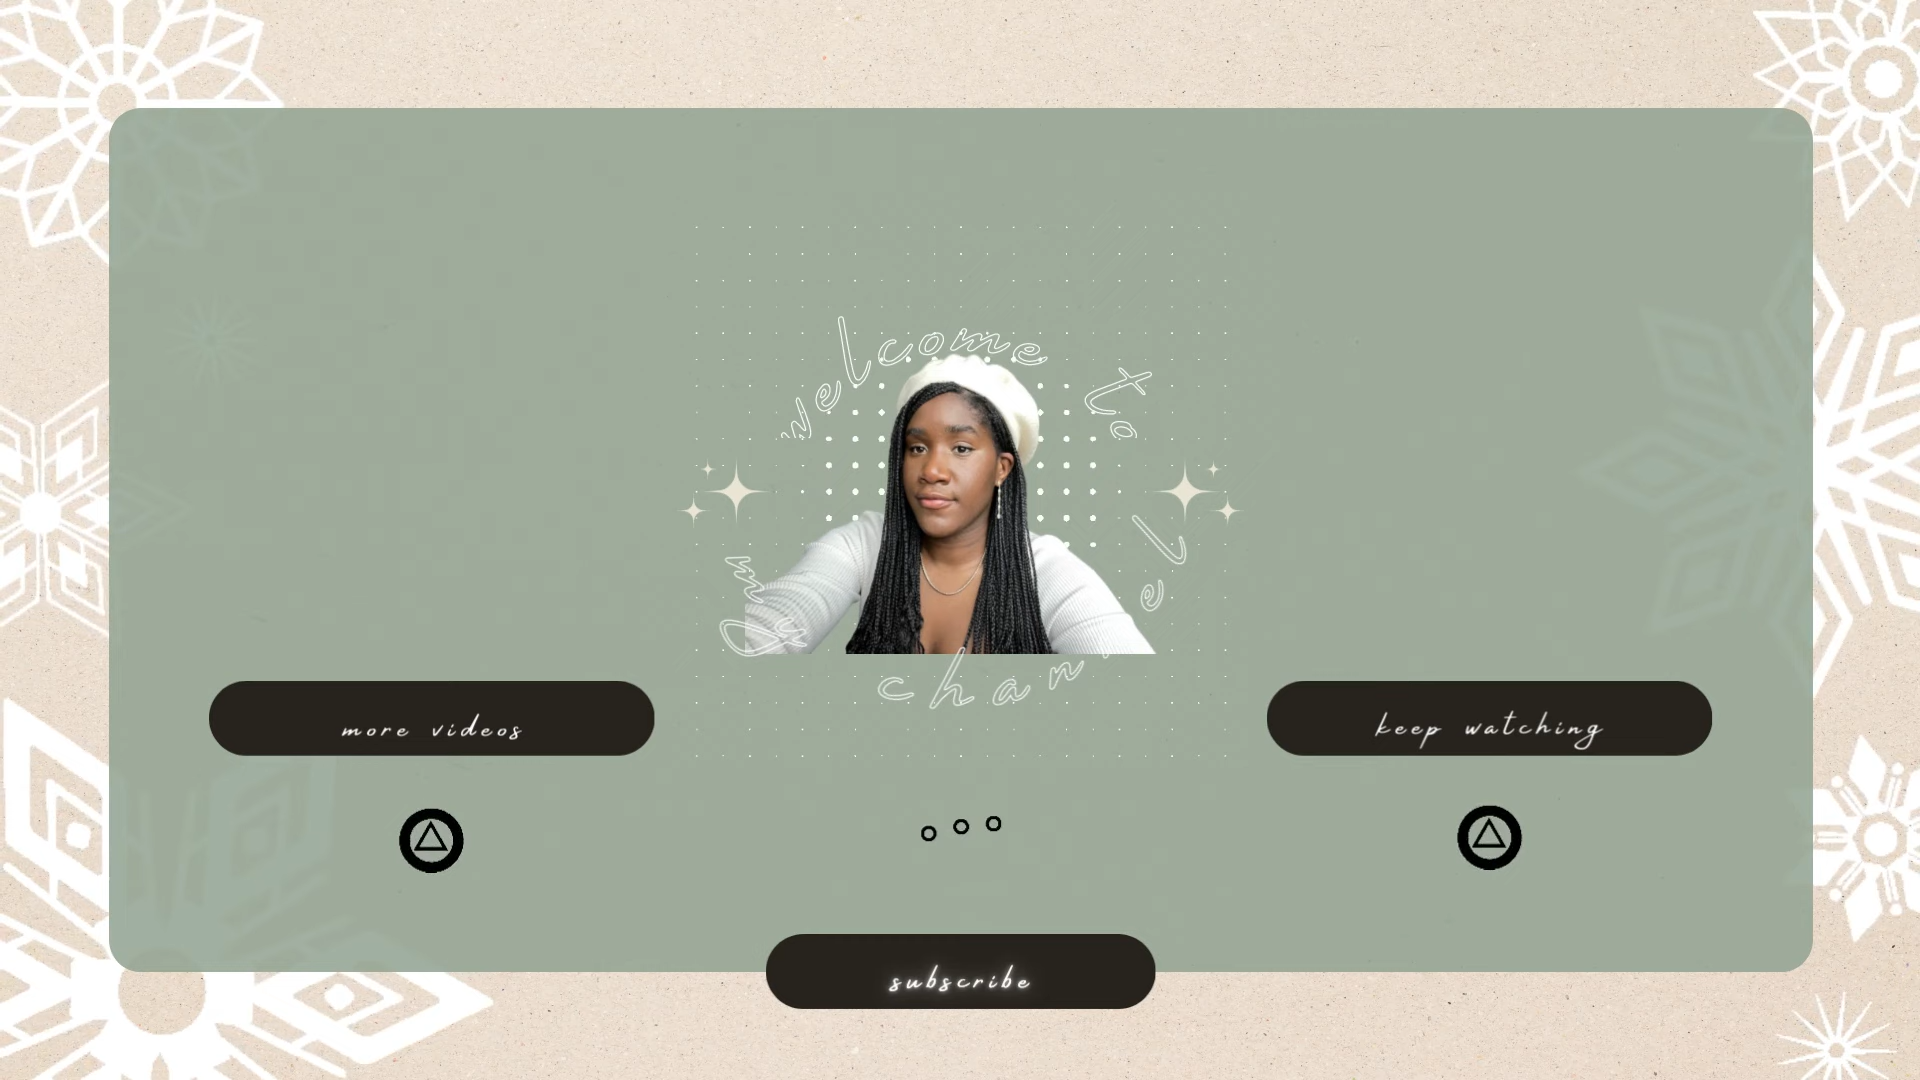 welcome to
my channel
more videos
keep watching
subscribe